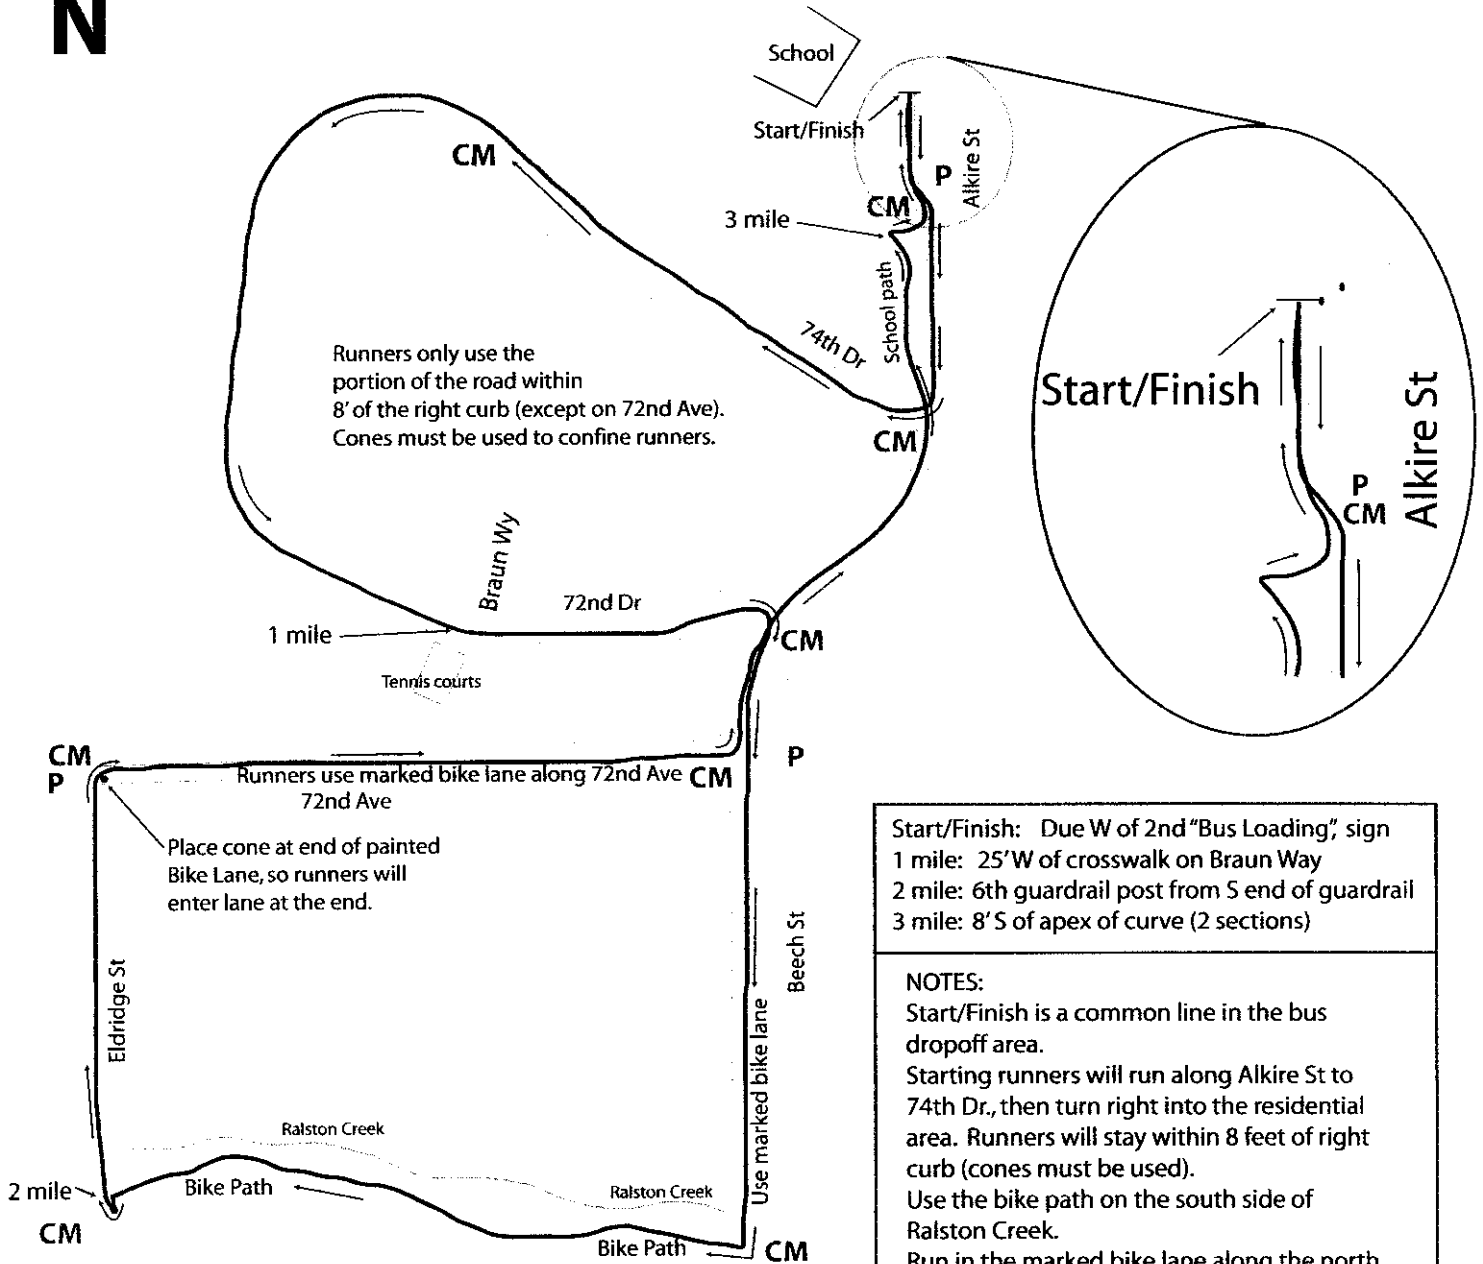 N
School
Start/Finish
Alkire St
P
CM
CM
3 mile
School path
74th Dr
CM
Runners only use the
portion of the road within
8' of the right curb (except on 72nd Ave).
Cones must be used to confine runners.
Start/Finish
Alkire St
P
CM
Braun Wy
72nd Dr
1 mile
CM
Tennis courts
CM
P
P
Runners use marked bike lane along 72nd Ave
CM
72nd Ave
Place cone at end of painted
Bike Lane, so runners will
enter lane at the end.
Eldridge St
Beech St
Use marked bike lane
Ralston Creek
2 mile
Bike Path
Ralston Creek
CM
Bike Path
CM
Start/Finish: Due W of 2nd "Bus Loading", sign
1 mile: 25' W of crosswalk on Braun Way
2 mile: 6th guardrail post from S end of guardrail
3 mile: 8' S of apex of curve (2 sections)
NOTES:
Start/Finish is a common line in the bus
dropoff area.
Starting runners will run along Alkire St to
74th Dr., then turn right into the residential
area. Runners will stay within 8 feet of right
curb (cones must be used).
Use the bike path on the south side of
Ralston Creek.
Run in the marked bike lane along the north